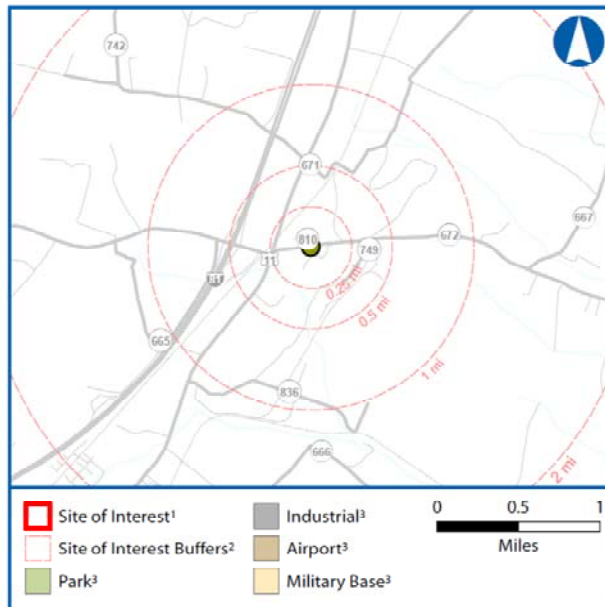 742
671
667
810
672
749
11
81
0.25 mi
0.5 mi
665
1 mi
836
666
2 mi
Site of Interest¹
Site of Interest Buffers²
Park³
Industrial³
Airport³
Military Base³
0 0.5 1
Miles